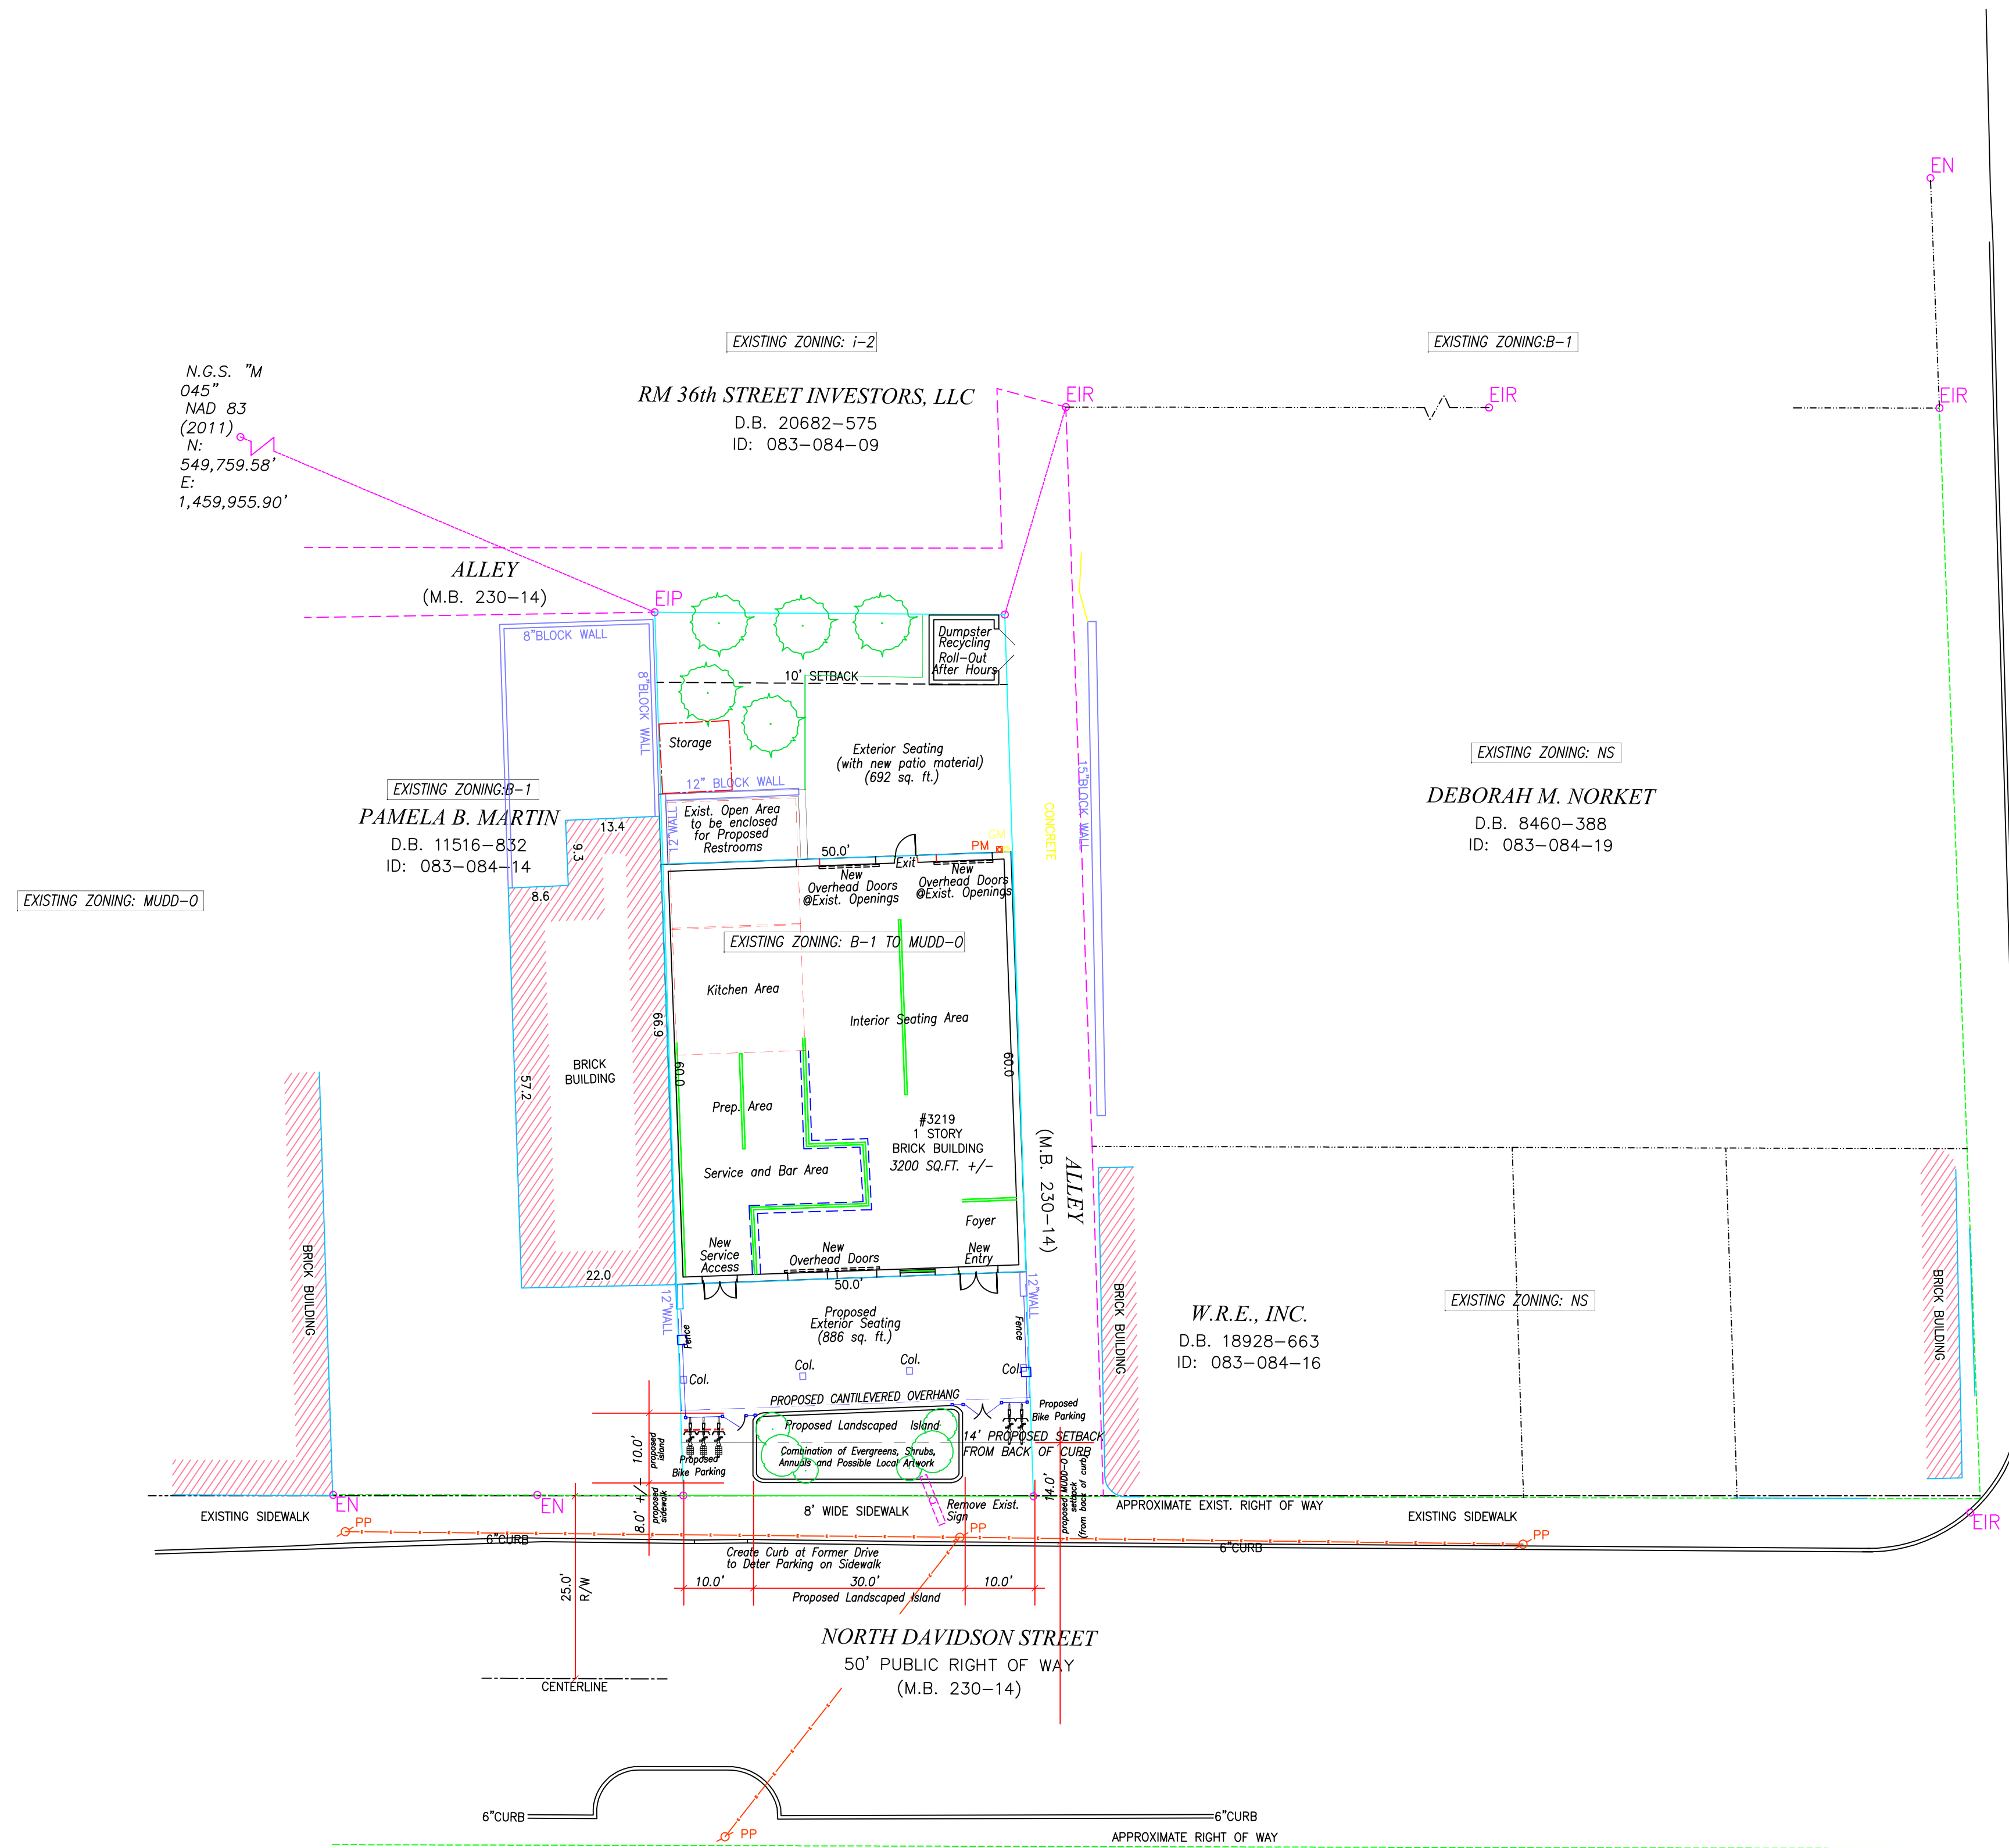 EN
EXISTING ZONING: i-2
EXISTING ZONING:B-1
N.G.S. "M
045"
NAD 83
(2011)
N:
549,759.58'
E:
1,459,955.90'
RM 36th STREET INVESTORS, LLC
D.B. 20682-575
ID: 083-084-09
EIR
EIR
EIR
ALLEY
(M.B. 230-14)
EIP
8"BLOCK WALL
8"BLOCK WALL
Dumpster
Recycling
Roll-Out
After Hours
10' SETBACK
Storage
Exterior Seating
(with new patio material)
(692 sq. ft.)
12" BLOCK WALL
12"WALL
Exist. Open Area
to be enclosed
for Proposed
Restrooms
15"BLOCK WALL
CONCRETE
EXISTING ZONING: NS
DEBORAH M. NORKET
D.B. 8460-388
ID: 083-084-19
EXISTING ZONING:B-1
PAMELA B. MARTIN
D.B. 11516-832
ID: 083-084-14
13.4
9.3
8.6
EXISTING ZONING: MUDD-O
50.0'
Exit
PM
GM
New
Overhead Doors
@Exist. Openings
New
Overhead Doors
@Exist. Openings
EXISTING ZONING: B-1 TO MUDD-O
Kitchen Area
Interior Seating Area
66.9
60.0
60.0
57.2
BRICK
BUILDING
Prep. Area
#3219
1 STORY
BRICK BUILDING
3200 SQ.FT. +/-
Service and Bar Area
Foyer
New
Service
Access
New
Overhead Doors
New
Entry
22.0
50.0'
ALLEY
(M.B. 230-14)
BRICK BUILDING
BRICK BUILDING
BRICK BUILDING
12"WALL
12"WALL
Proposed
Exterior Seating
(886 sq. ft.)
Fence
Fence
Col.
Col.
Col.
Col.
W.R.E., INC.
D.B. 18928-663
ID: 083-084-16
EXISTING ZONING: NS
PROPOSED CANTILEVERED OVERHANG
Proposed
Bike Parking
Proposed Landscaped Island
14' PROPOSED SETBACK
FROM BACK OF CURB
Combination of Evergreens, Shrubs,
Annuals and Possible Local Artwork
Proposed
Bike Parking
10.0'
proposed
island
8.0' +/-
proposed
sidewalk
14.0'
proposed MUDD-O
setback
(from back of curb)
EN
EN
EXISTING SIDEWALK
8' WIDE SIDEWALK
Remove Exist.
Sign
APPROXIMATE EXIST. RIGHT OF WAY
EXISTING SIDEWALK
EIR
PP
PP
PP
6"CURB
6"CURB
Create Curb at Former Drive
to Deter Parking on Sidewalk
10.0'
30.0'
10.0'
Proposed Landscaped Island
25.0'
R/W
NORTH DAVIDSON STREET
50' PUBLIC RIGHT OF WAY
(M.B. 230-14)
CENTERLINE
6"CURB
6"CURB
PP
APPROXIMATE RIGHT OF WAY